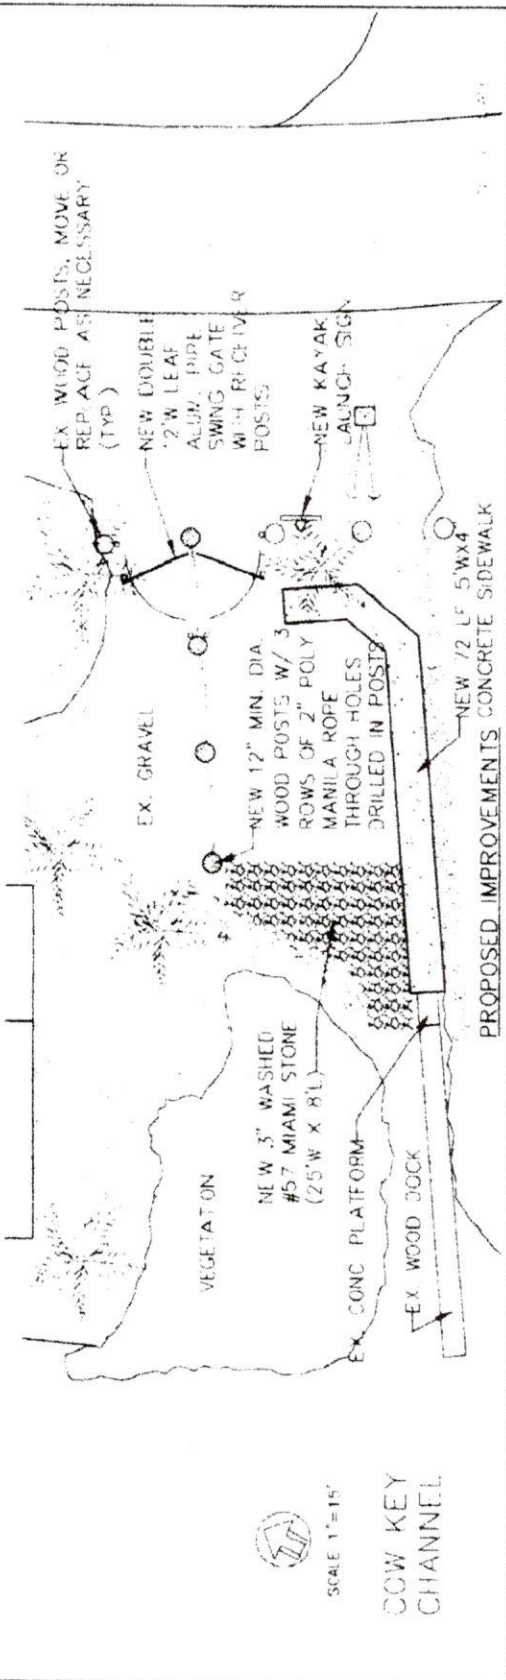 EX WOOD POSTS, MOVE OR
REPLACE AS NECESSARY
(TYP)
NEW DOUBLE
12'W LEAF
ALUM. PIPE
SWING GATE
WITH RECEIVER
POSTS
NEW KAYAK
LAUNCH SIGN
EX. GRAVEL
NEW 12" MIN. DIA.
WOOD POSTS W/ 3
ROWS OF 2" POLY
MANILA ROPE
THROUGH HOLES
DRILLED IN POSTS
NEW 72 LF 5'WX4
CONCRETE SIDEWALK
PROPOSED IMPROVEMENTS
NEW 3" WASHED
#57 MIAMI STONE
(25'W X 8'L)
VEGETATION
EX. CONC PLATFORM
EX WOOD DOCK
SCALE 1"=15'
COW KEY
CHANNEL